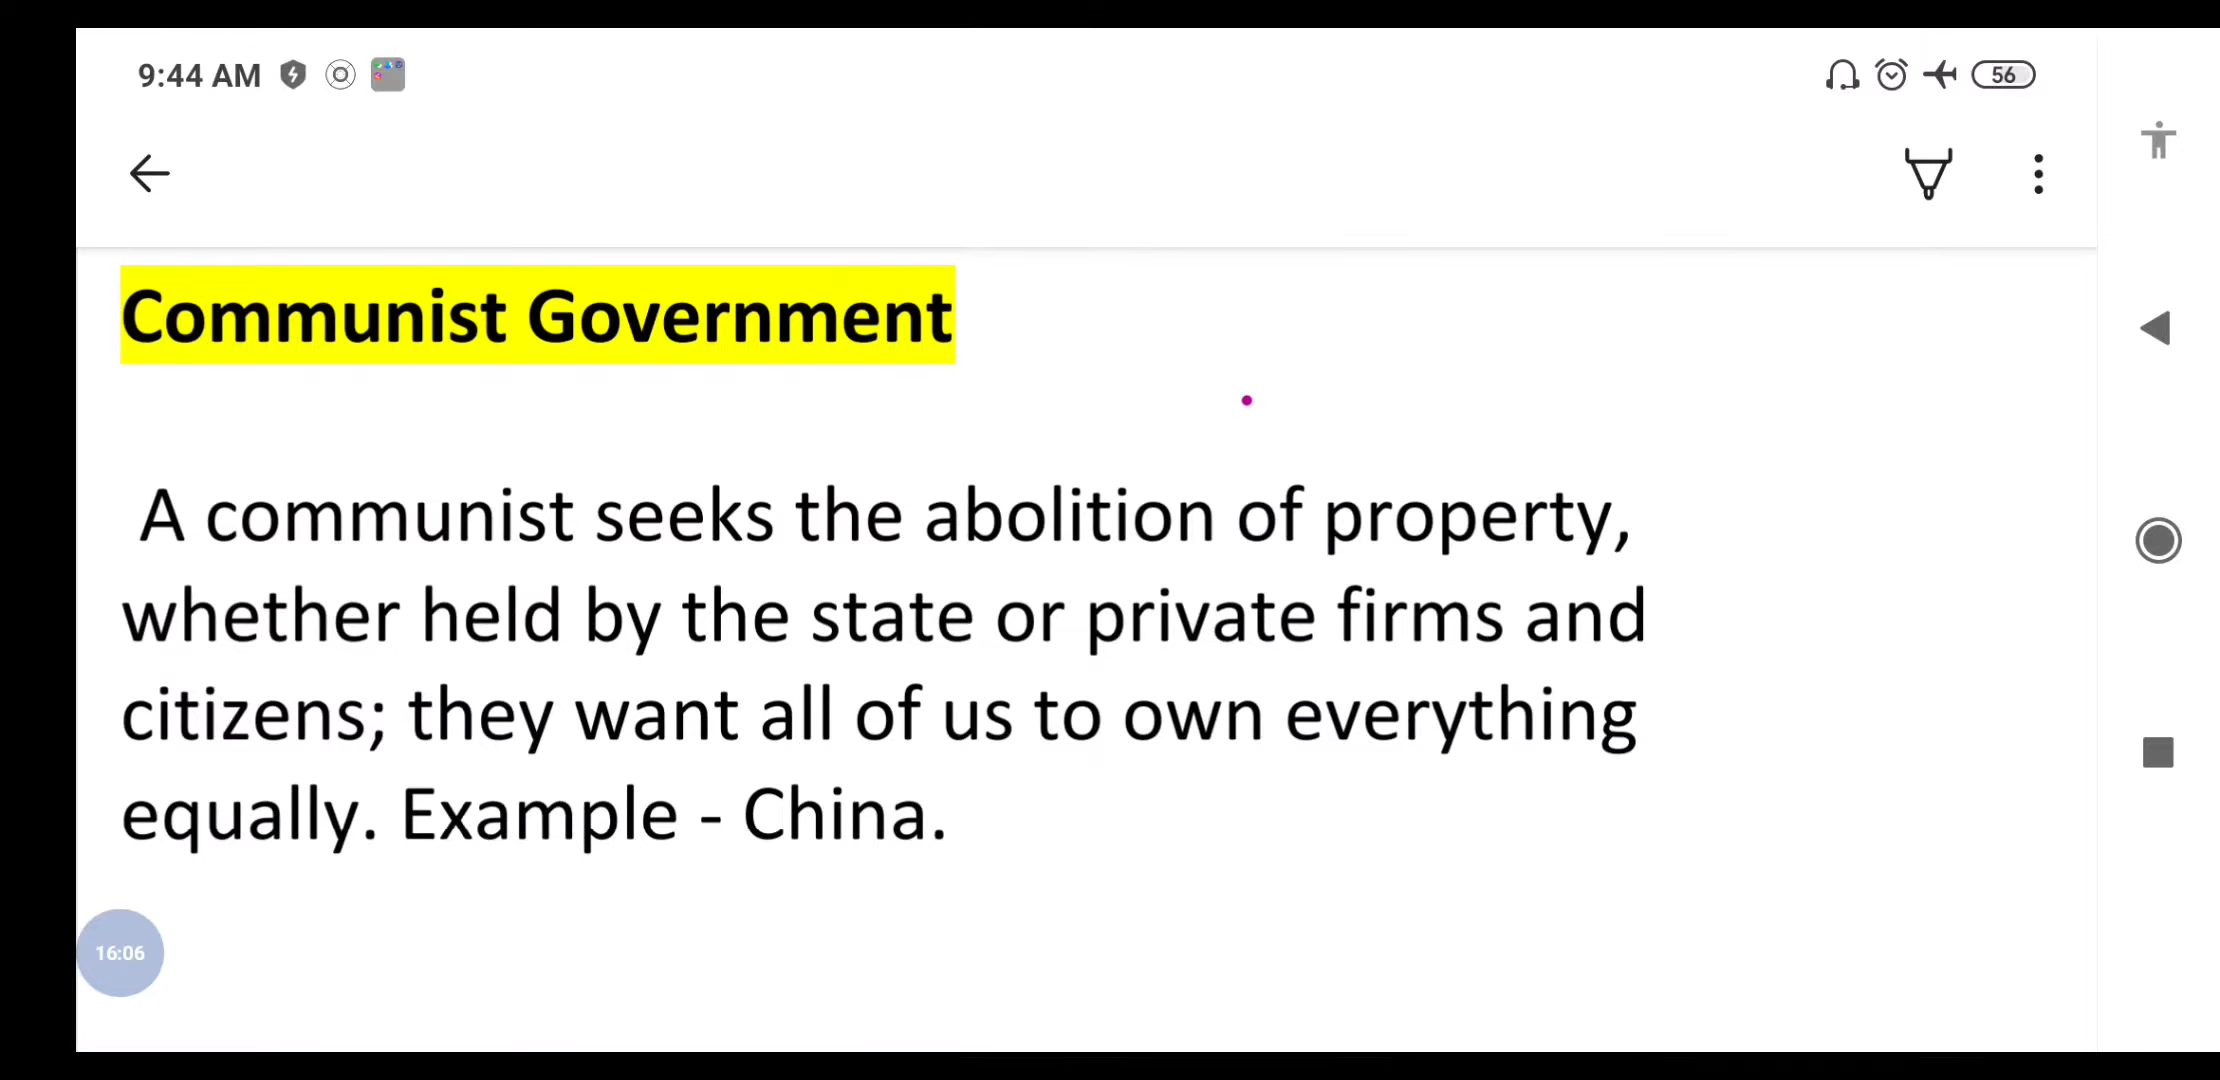 9:44 AM
56
Communist Government
A communist seeks the abolition of property,
whether held by the state or private firms and
citizens; they want all of us to own everything
equally. Example - China.
16:06